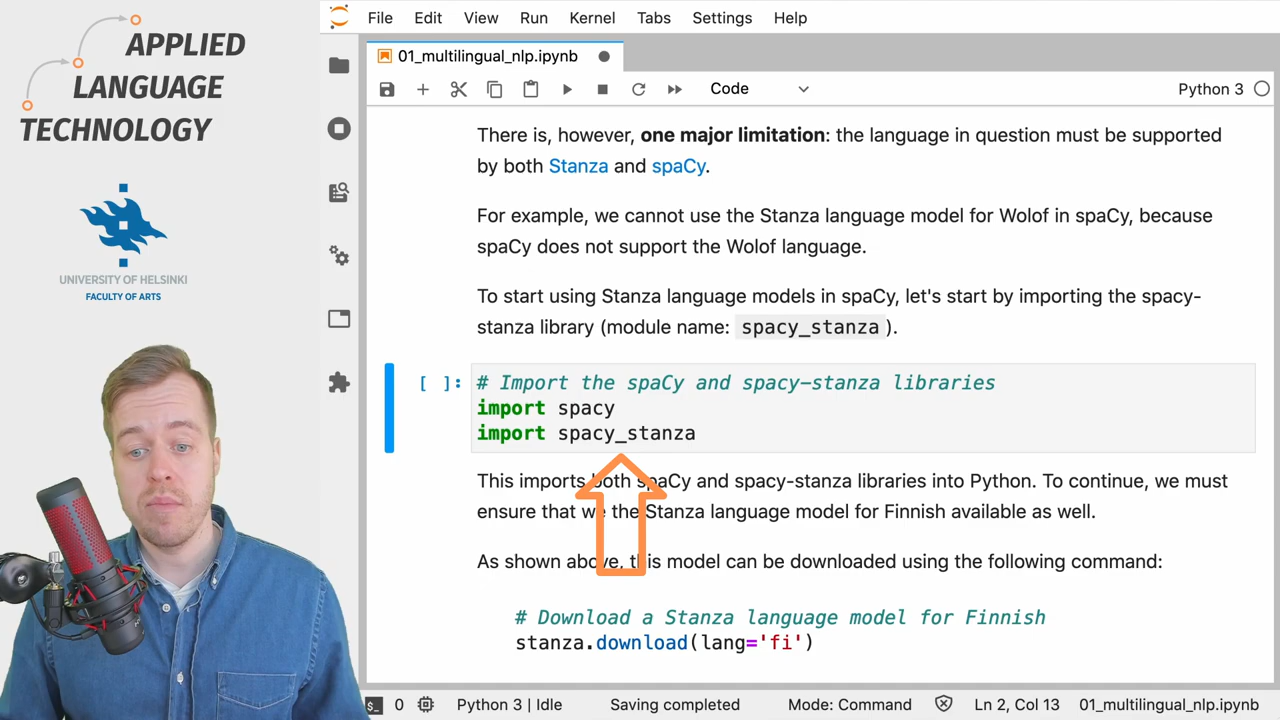 APPLIED
LANGUAGE
TECHNOLOGY
UNIVERSITY OF HELSINKI
FACULTY OF ARTS
File Edit View Run Kernel Tabs Settings Help
01_multilingual_nlp.ipynb
Code
Python 3
There is, however, one major limitation: the language in question must be supported
by both Stanza and spaCy.
For example, we cannot use the Stanza language model for Wolof in spaCy, because
spaCy does not support the Wolof language.
To start using Stanza language models in spaCy, let's start by importing the spacy-
stanza library (module name: spacy_stanza ).
[ ]: # Import the spaCy and spacy-stanza libraries
import spacy
import spacy_stanza
This imports both spaCy and spacy-stanza libraries into Python. To continue, we must
ensure that we the Stanza language model for Finnish available as well.
As shown above, this model can be downloaded using the following command:
# Download a Stanza language model for Finnish
stanza.download(lang='fi')
$_ 0 Python 3 | Idle Saving completed Mode: Command Ln 2, Col 13 01_multilingual_nlp.ipynb